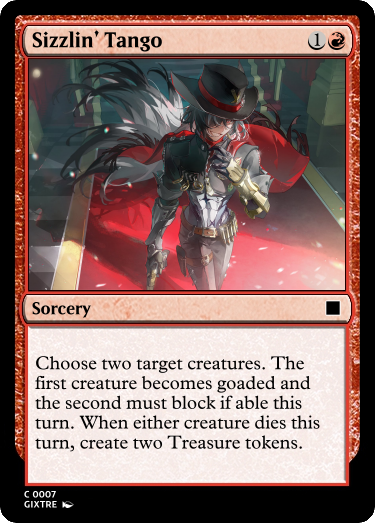 Sizzlin' Tango 1
Sorcery
Choose two target creatures. The
first creature becomes goaded and
the second must block if able this
turn. When either creature dies this
turn, create two Treasure tokens.
C 0007
GIXTRE